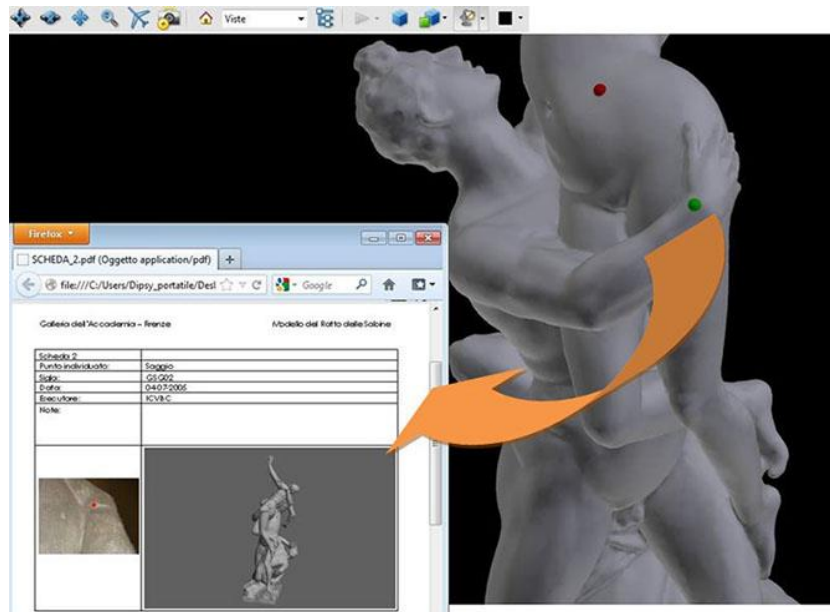 Viste
Firefox
SCHEDA_2.pdf (Oggetto application/pdf)
file:///C:/Users/Dipsy_portatile/Desl
Google
Galleria dell'Accademia – Firenze Modello del Ratto delle Sabine
Scheda 2
Punto individuato: Saggio
Sigla: GSG02
Data: 04-07-2005
Esecutore: ICVBC
Note: